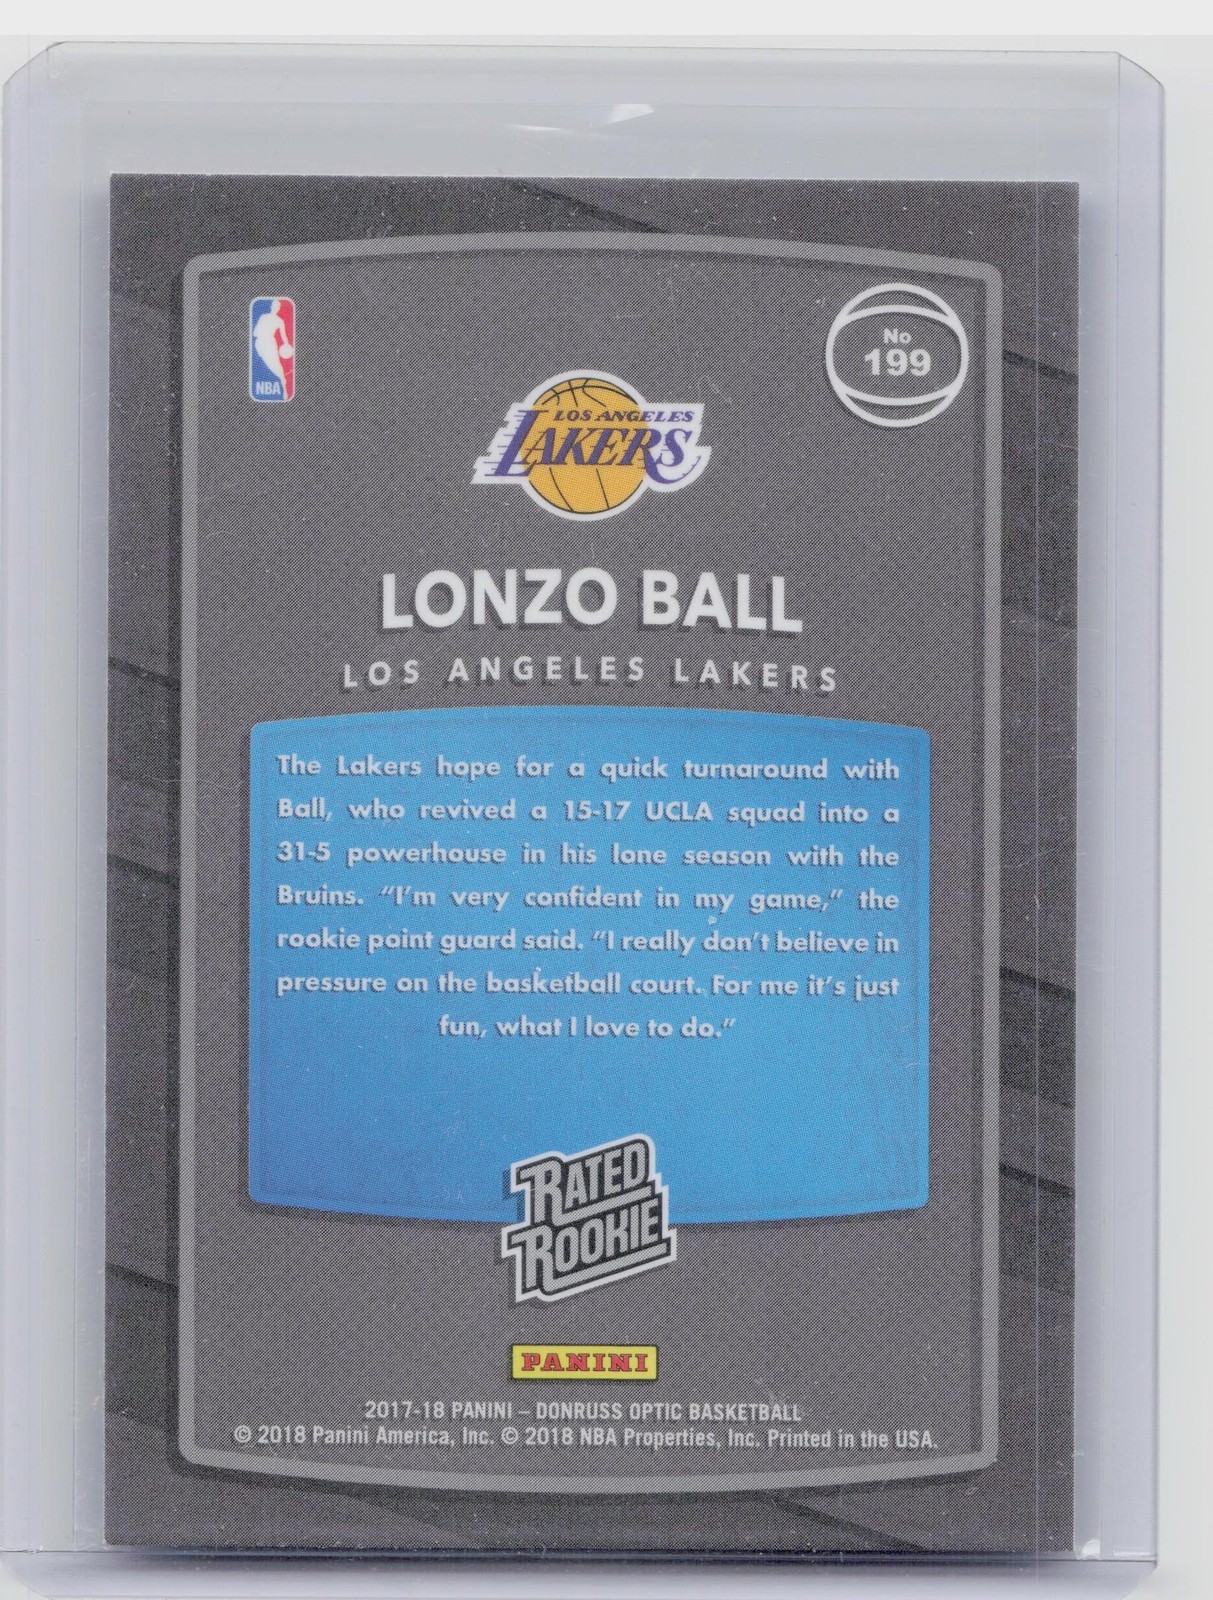 NBA
No
199
LOS ANGELES
LAKERS
LONZO BALL
LOS ANGELES LAKERS
The Lakers hope for a quick turnaround with
Ball, who revived a 15-17 UCLA squad into a
31-5 powerhouse in his lone season with the
Bruins. “I’m very confident in my game,” the
rookie point guard said. “I really don’t believe in
pressure on the basketball court. For me it’s just
fun, what I love to do.”
RATED
ROOKIE
PANINI
2017-18 PANINI – DONRUSS OPTIC BASKETBALL
© 2018 Panini America, Inc. © 2018 NBA Properties, Inc. Printed in the USA.